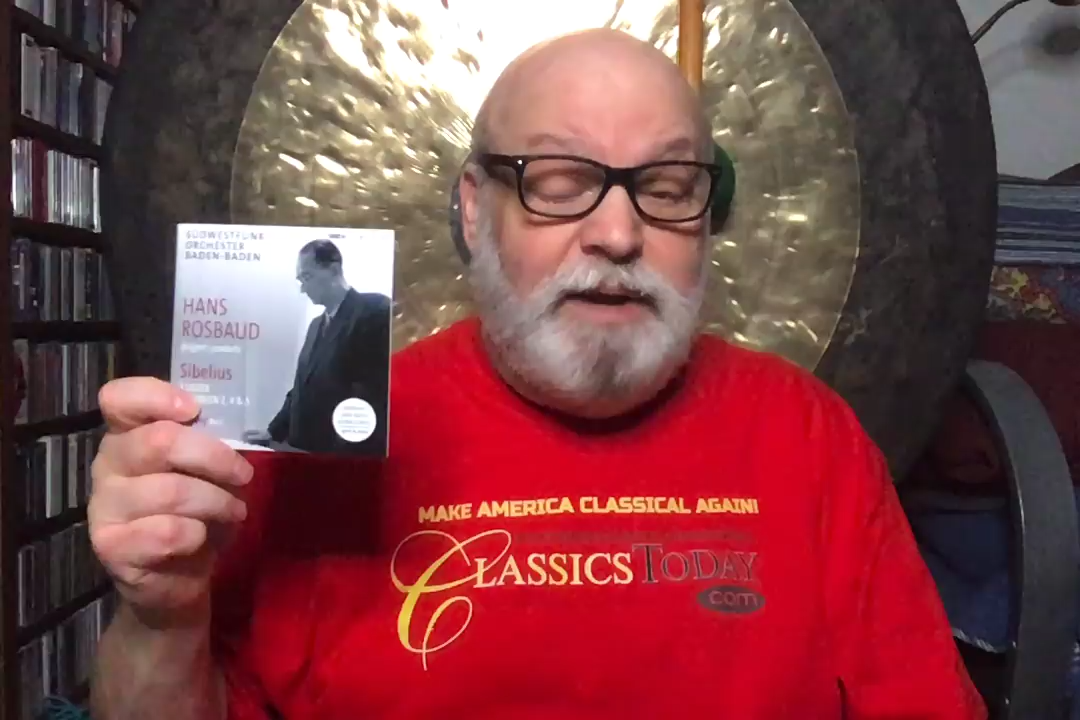 SÜDWESTFUNK
ORCHESTER
BADEN-BADEN
HANS
ROSBAUD
Sibelius
MAKE AMERICA CLASSICAL AGAIN!
CLASSICSTODAY
com